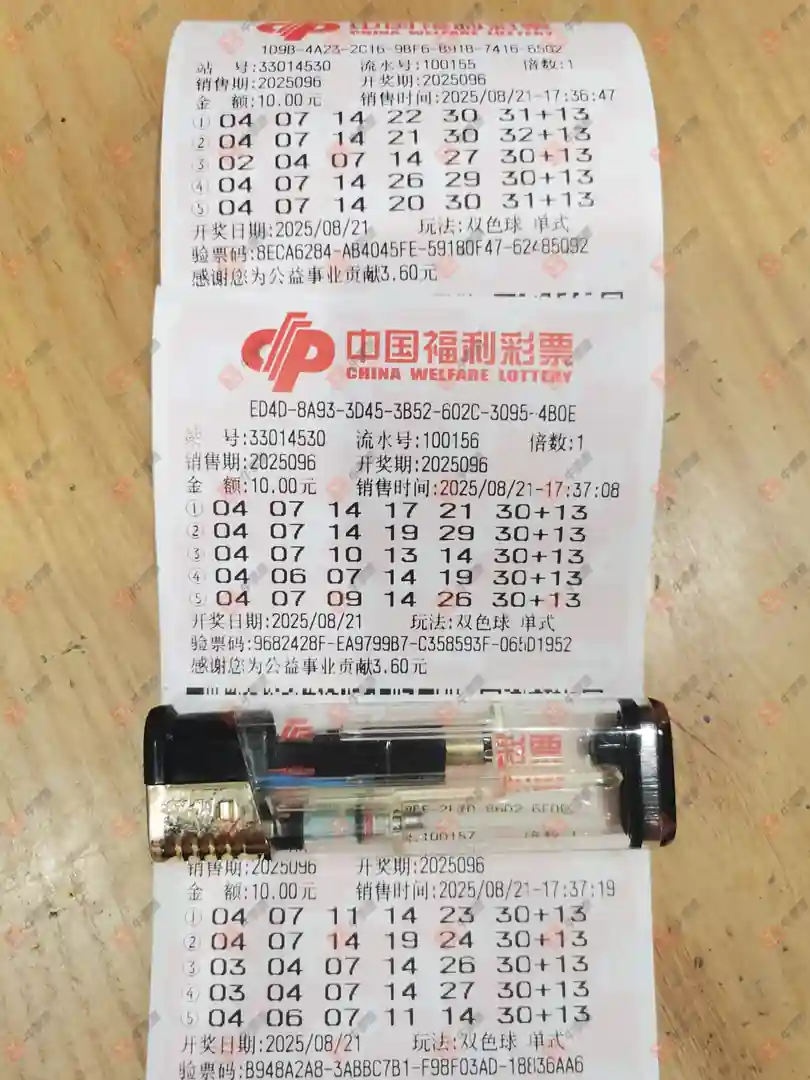 中国福利彩票
CHINA WELFARE LOTTERY
109B-4A23-2C16-9BF6-B91B-7416-6502
站 号:33014530 流水号:100155 倍数:1
销售期:2025096 开奖期:2025096
金 额:10.00元 销售时间:2025/08/21-17:36:47
① 04 07 14 22 30 31+13
② 04 07 14 21 30 32+13
③ 02 04 07 14 27 30+13
④ 04 07 14 26 29 30+13
⑤ 04 07 14 20 30 31+13
开奖日期:2025/08/21 玩法:双色球 单式
验票码:8ECA6284-AB4045FE-59180F47-62485092
感谢您为公益事业贡献3.60元
中国福利彩票
CHINA WELFARE LOTTERY
ED4D-8A93-3D45-3B52-602C-3095-4B0E
站 号:33014530 流水号:100156 倍数:1
销售期:2025096 开奖期:2025096
金 额:10.00元 销售时间:2025/08/21-17:37:08
① 04 07 14 17 21 30+13
② 04 07 14 19 29 30+13
③ 04 07 10 13 14 30+13
④ 04 06 07 14 19 30+13
⑤ 04 07 09 14 26 30+13
开奖日期:2025/08/21 玩法:双色球 单式
验票码:9682428F-EA9799B7-C358593F-065D1952
感谢您为公益事业贡献3.60元
彩票
:100157
销售期:2025096 开奖期:2025096
金 额:10.00元 销售时间:2025/08/21-17:37:19
① 04 07 11 14 23 30+13
② 04 07 14 19 24 30+13
③ 03 04 07 14 26 30+13
④ 03 04 07 14 27 30+13
⑤ 04 06 07 11 14 30+13
开奖日期:2025/08/21 玩法:双色球 单式
验票码:B948A2A8-3ABBC7B1-F98F03AD-18836AA6